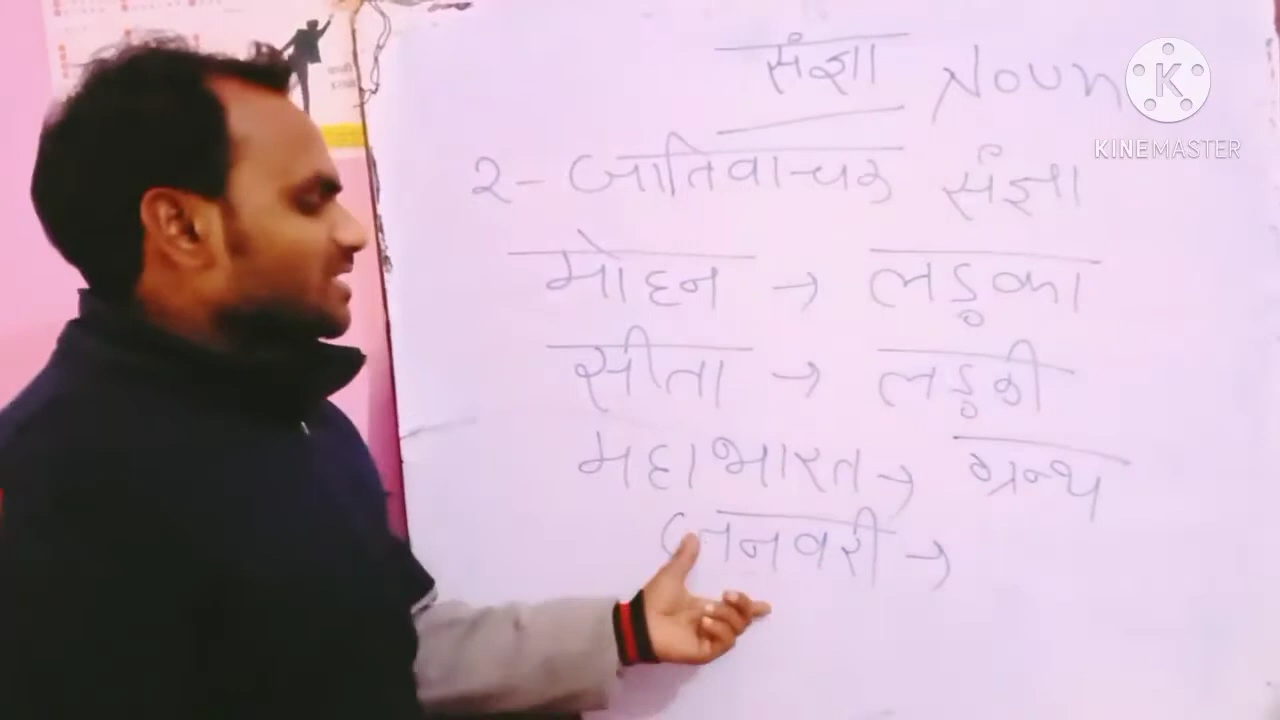 संज्ञा Noun
KINEMASTER
२- जातिवाचक संज्ञा
मोहन → लड़का
सीता → लड़की
महाभारत → ग्रन्थ
जनवरी →